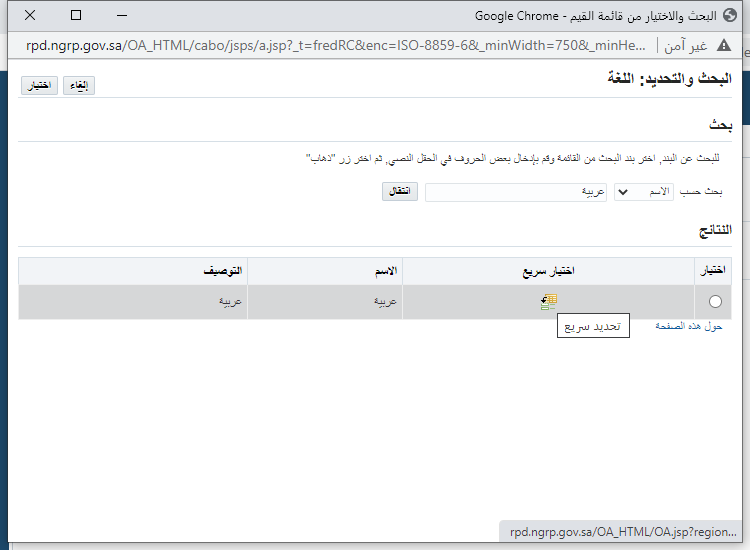 البحث والاختيار من قائمة القيم - Google Chrome
غير آمن | rpd.ngrp.gov.sa/OA_HTML/cabo/jsps/a.jsp?_t=fredRC&enc=ISO-8859-6&_minWidth=750&_minHe...
البحث والتحديد: اللغة
إلغاء اختيار
بحث
للبحث عن البند, اختر بند البحث من القائمة وقم بإدخال بعض الحروف في الحقل النصي, ثم اختر زر "ذهاب"
بحث حسب الاسم عربية انتقال
النتائج
اختيار اختيار سريع الاسم التوصيف
عربية عربية
تحديد سريع
حول هذه الصفحة
rpd.ngrp.gov.sa/OA_HTML/OA.jsp?region...